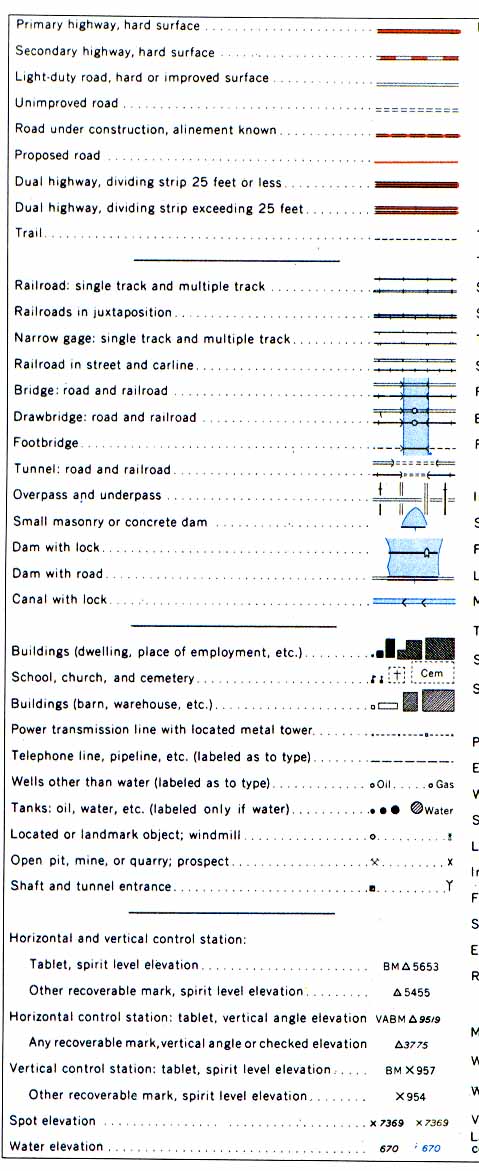 Primary highway, hard surface
Secondary highway, hard surface
Light-duty road, hard or improved surface
Unimproved road
Road under construction, alinement known
Proposed road
Dual highway, dividing strip 25 feet or less
Dual highway, dividing strip exceeding 25 feet
Trail
Railroad: single track and multiple track
Railroads in juxtaposition
Narrow gage: single track and multiple track
Railroad in street and carline
Bridge: road and railroad
Drawbridge: road and railroad
Footbridge
Tunnel: road and railroad
Overpass and underpass
Small masonry or concrete dam
Dam with lock
Dam with road
Canal with lock
Buildings (dwelling, place of employment, etc.)
School, church, and cemetery Cem
Buildings (barn, warehouse, etc.)
Power transmission line with located metal tower
Telephone line, pipeline, etc. (labeled as to type)
Wells other than water (labeled as to type) Oil Gas
Tanks: oil, water, etc. (labeled only if water) Water
Located or landmark object; windmill
Open pit, mine, or quarry; prospect x
Shaft and tunnel entrance Y
Horizontal and vertical control station:
Tablet, spirit level elevation BM △ 5653
Other recoverable mark, spirit level elevation △ 5455
Horizontal control station: tablet, vertical angle elevation VABM △ 9519
Any recoverable mark, vertical angle or checked elevation △ 3775
Vertical control station: tablet, spirit level elevation BM X 957
Other recoverable mark, spirit level elevation X 954
Spot elevation x 7369 x 7369
Water elevation 670 670